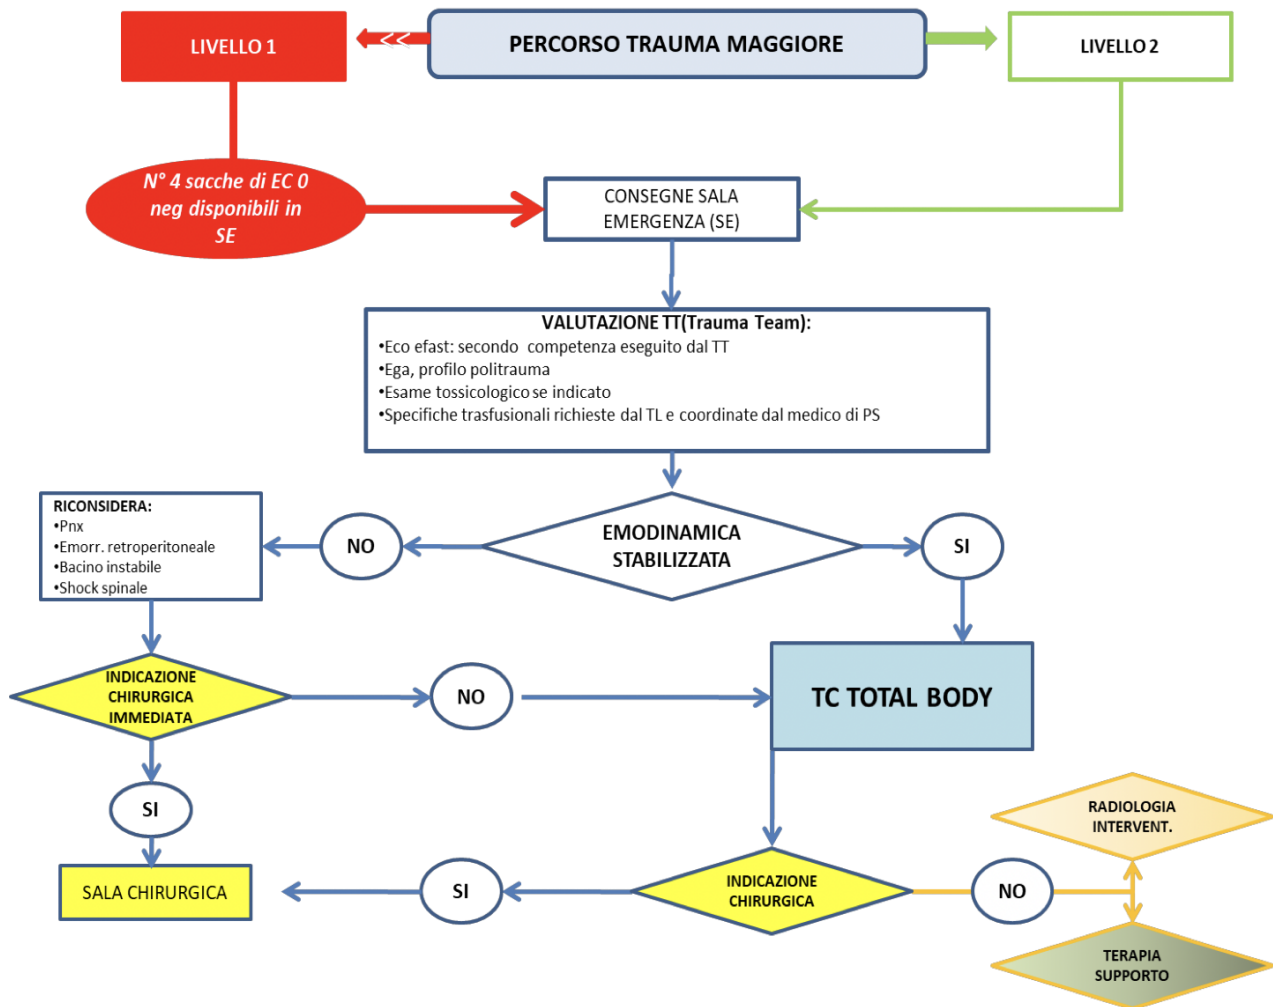 LIVELLO 1
PERCORSO TRAUMA MAGGIORE
LIVELLO 2
N° 4 sacche di EC 0
neg disponibili in
SE
CONSEGNE SALA
EMERGENZA (SE)
VALUTAZIONE TT(Trauma Team):
•Eco efast: secondo competenza eseguito dal TT
•Ega, profilo politrauma
•Esame tossicologico se indicato
•Specifiche trasfusionali richieste dal TL e coordinate dal medico di PS
RICONSIDERA:
•Pnx
•Emorr. retroperitoneale
•Bacino instabile
•Shock spinale
NO
EMODINAMICA
STABILIZZATA
SI
INDICAZIONE
CHIRURGICA
IMMEDIATA
NO
TC TOTAL BODY
SI
RADIOLOGIA
INTERVENT.
SALA CHIRURGICA
SI
INDICAZIONE
CHIRURGICA
NO
TERAPIA
SUPPORTO